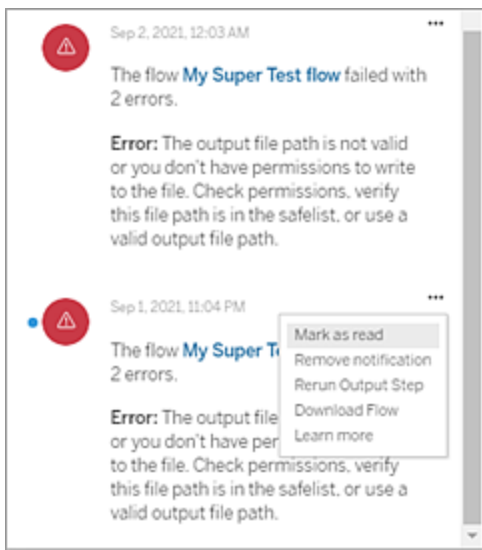 Sep 2, 2021, 12:03 AM
The flow My Super Test flow failed with
2 errors.
Error: The output file path is not valid
or you don't have permissions to write
to the file. Check permissions, verify
this file path is in the safelist, or use a
valid output file path.
Sep 1, 2021, 11:04 PM
The flow My Super T
2 errors.
Error: The output file
or you don't have per
to the file. Check permissions, verify
this file path is in the safelist, or use a
valid output file path.
Mark as read
Remove notification
Rerun Output Step
Download Flow
Learn more